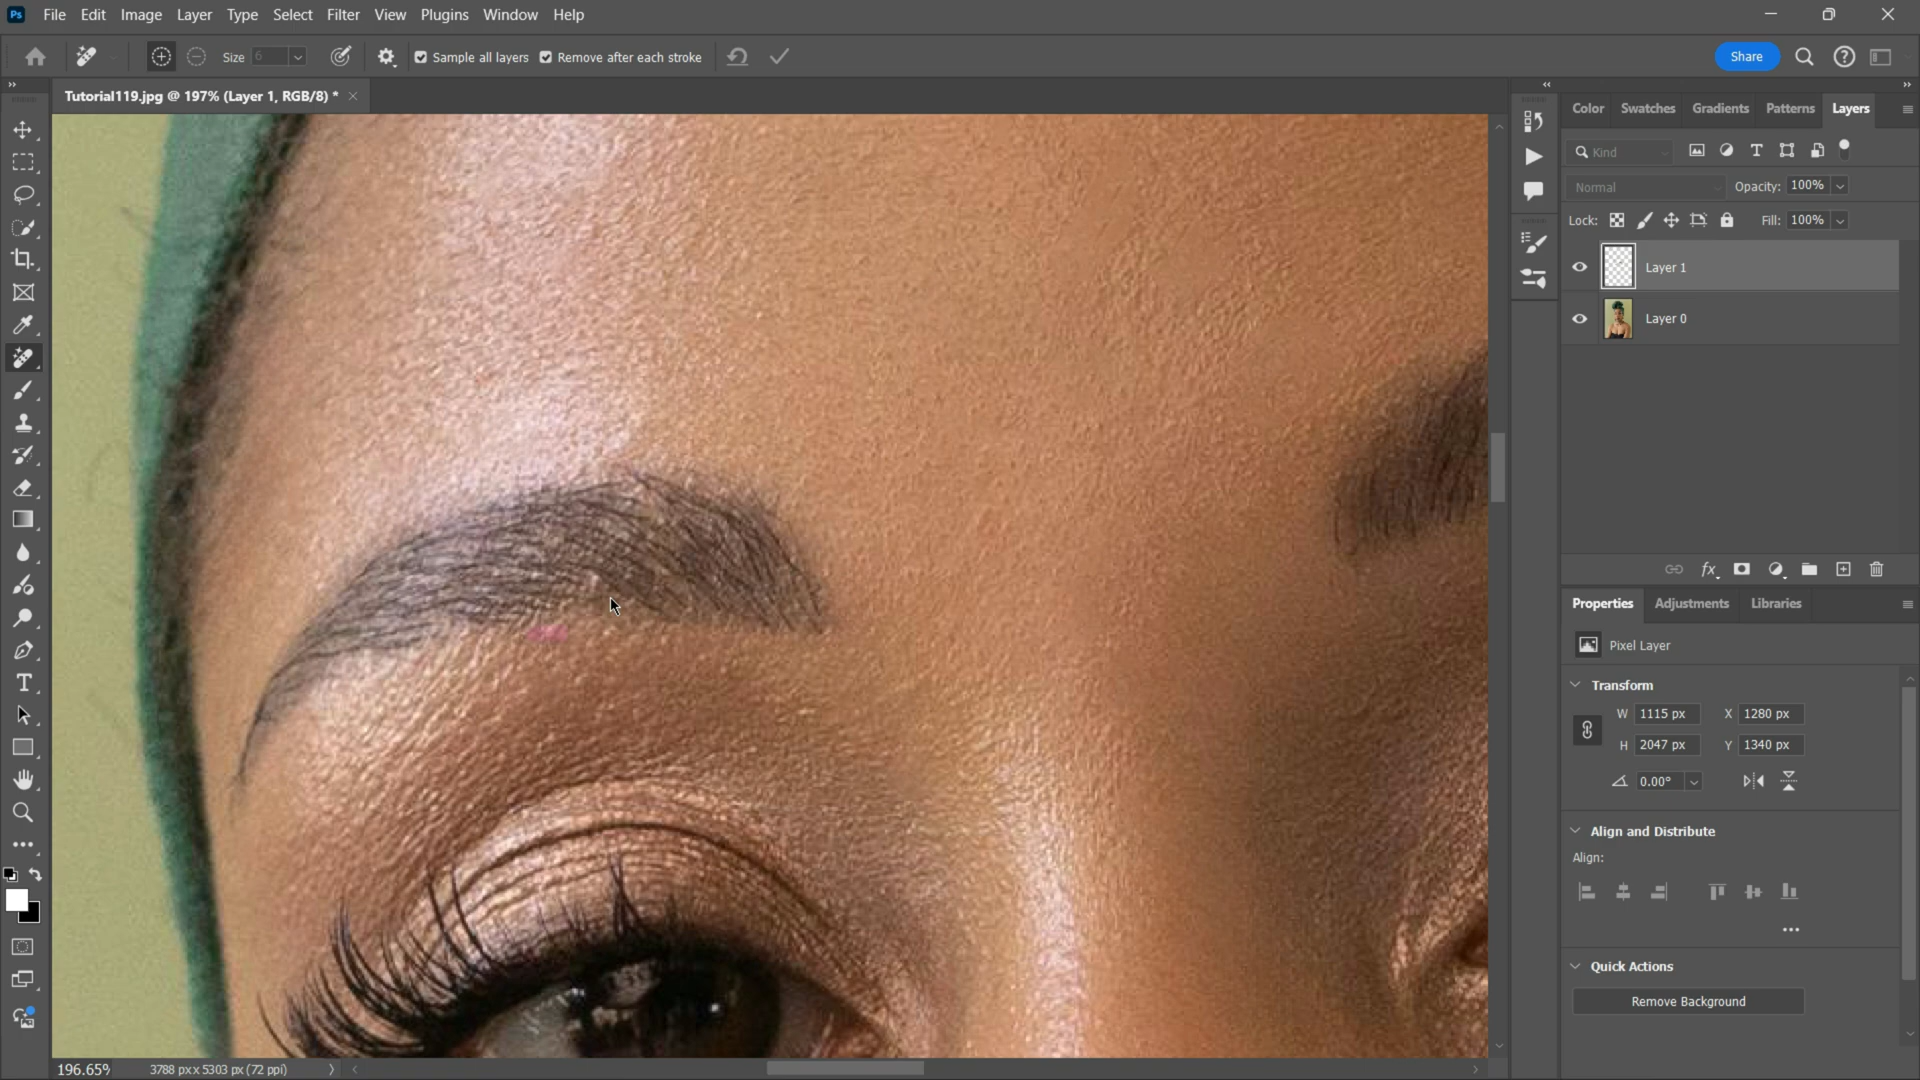 Ps File Edit Image Layer Type Select Filter View Plugins Window Help
Size 6 Sample all layers Remove after each stroke Share
Tutorial119.jpg @ 197% (Layer 1, RGB/8) *
Color Swatches Gradients Patterns Layers
Kind
Normal Opacity: 100%
Lock: Fill: 100%
Layer 1
Layer 0
fx
Properties Adjustments Libraries
Pixel Layer
Transform
W 1115 px X 1280 px
H 2047 px Y 1340 px
0.00°
Align and Distribute
Align:
Quick Actions
Remove Background
196.65% 3788 px x 5303 px (72 ppi)